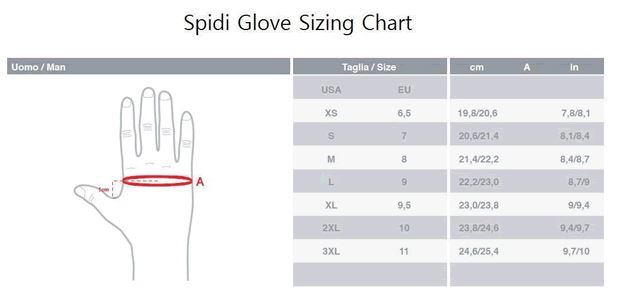 Spidi Glove Sizing Chart
Uomo / Man Taglia / Size cm A in
USA EU
XS 6,5 19,8/20,6 7,8/8,1
S 7 20,6/21,4 8,1/8,4
M 8 21,4/22,2 8,4/8,7
L 9 22,2/23,0 8,7/9
XL 9,5 23,0/23,8 9/9,4
2XL 10 23,8/24,6 9,4/9,7
3XL 11 24,6/25,4 9,7/10
A
1cm